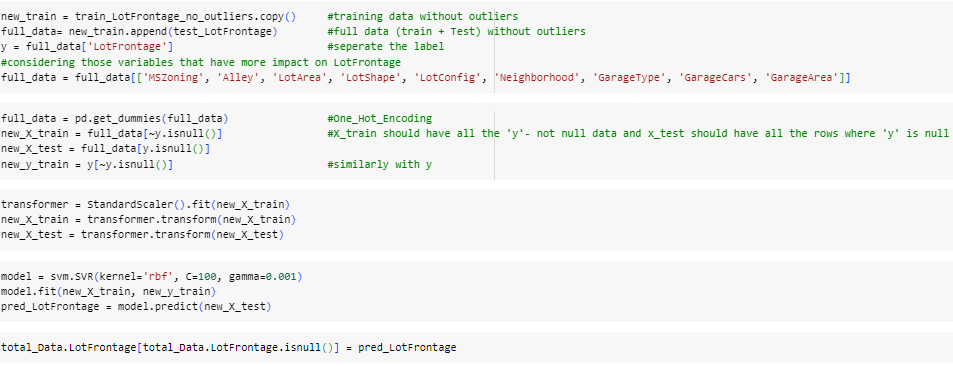 new_train = train_LotFrontage_no_outliers.copy() #training data without outliers
full_data= new_train.append(test_LotFrontage) #full data (train + Test) without outliers
y = full_data['LotFrontage'] #seperate the label
#considering those variables that have more impact on LotFrontage
full_data = full_data[['MSZoning', 'Alley', 'LotArea', 'LotShape', 'LotConfig', 'Neighborhood', 'GarageType', 'GarageCars', 'GarageArea']]
full_data = pd.get_dummies(full_data) #One_Hot_Encoding
new_X_train = full_data[~y.isnull()] #X_train should have all the 'y'- not null data and x_test should have all the rows where 'y' is null
new_X_test = full_data[y.isnull()]
new_y_train = y[~y.isnull()] #similarly with y
transformer = StandardScaler().fit(new_X_train)
new_X_train = transformer.transform(new_X_train)
new_X_test = transformer.transform(new_X_test)
model = svm.SVR(kernel='rbf', C=100, gamma=0.001)
model.fit(new_X_train, new_y_train)
pred_LotFrontage = model.predict(new_X_test)
total_Data.LotFrontage[total_Data.LotFrontage.isnull()] = pred_LotFrontage